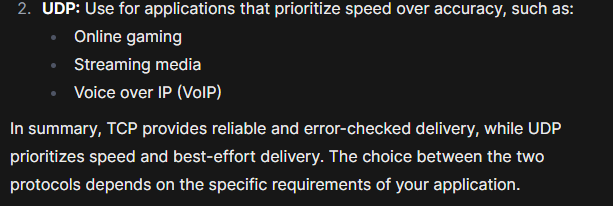 2. UDP: Use for applications that prioritize speed over accuracy, such as:
• Online gaming
• Streaming media
• Voice over IP (VoIP)
In summary, TCP provides reliable and error-checked delivery, while UDP
prioritizes speed and best-effort delivery. The choice between the two
protocols depends on the specific requirements of your application.